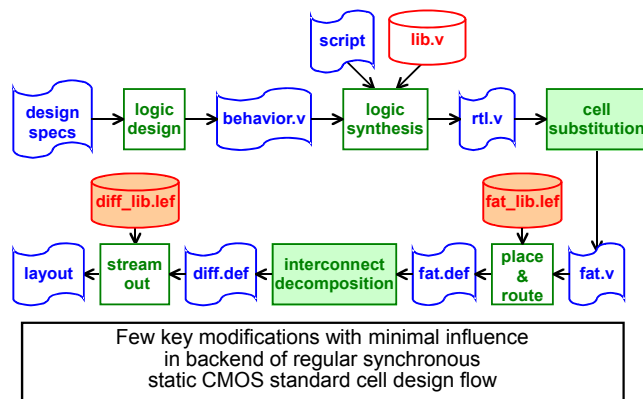 script
lib.v
design
specs
logic
design
behavior.v
logic
synthesis
rtl.v
cell
substitution
diff_lib.lef
fat_lib.lef
layout
stream
out
diff.def
interconnect
decomposition
fat.def
place
&
route
fat.v
Few key modifications with minimal influence
in backend of regular synchronous
static CMOS standard cell design flow